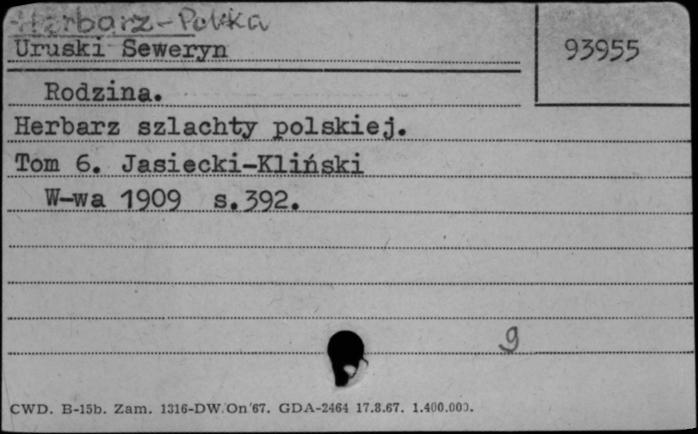 Herbarz - Polska
Uruski Seweryn
93955
Rodzina.
Herbarz szlachty polskiej.
Tom 6. Jasiecki-Kliński
W-wa 1909 s.392.
9
CWD. B-15b. Zam. 1316-DW.On'67. GDA-2464 17.8.67. 1.400.000.